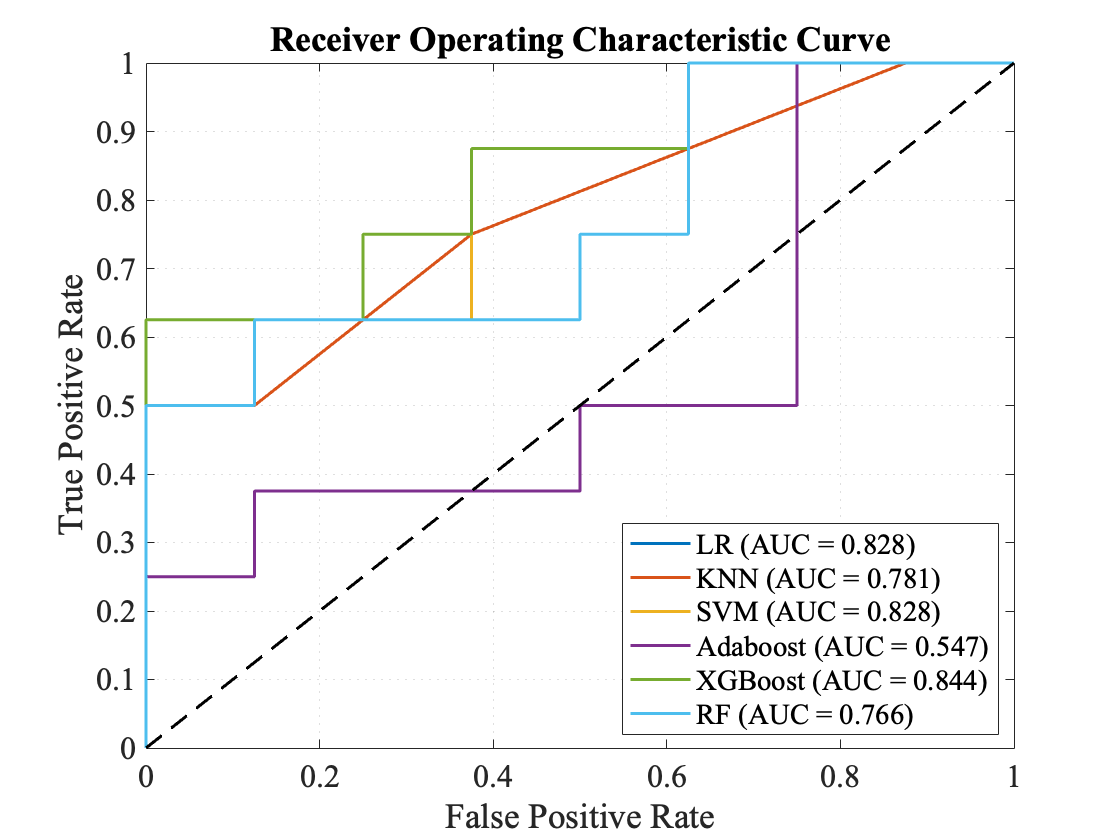 Receiver Operating Characteristic Curve
1
0.9
0.8
0.7
0.6
0.5
0.4
0.3
0.2
0.1
0
True Positive Rate
LR (AUC = 0.828)
KNN (AUC = 0.781)
SVM (AUC = 0.828)
Adaboost (AUC = 0.547)
XGBoost (AUC = 0.844)
RF (AUC = 0.766)
0 0.2 0.4 0.6 0.8 1
False Positive Rate